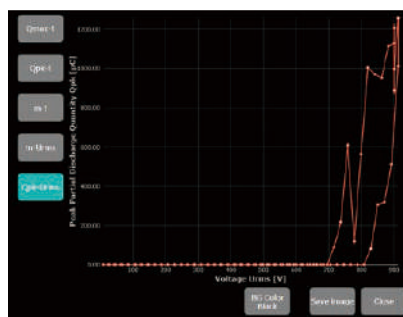 Qpk-t
Qpk-Urms
Peak Partial Discharge Quantity Qpk [pC]
1200.00
1000.00
800.00
600.00
400.00
200.00
0.00
0
100
200
300
400
500
600
700
800
900
Voltage Urms [V]
BG Color
Black
Save Image
Close